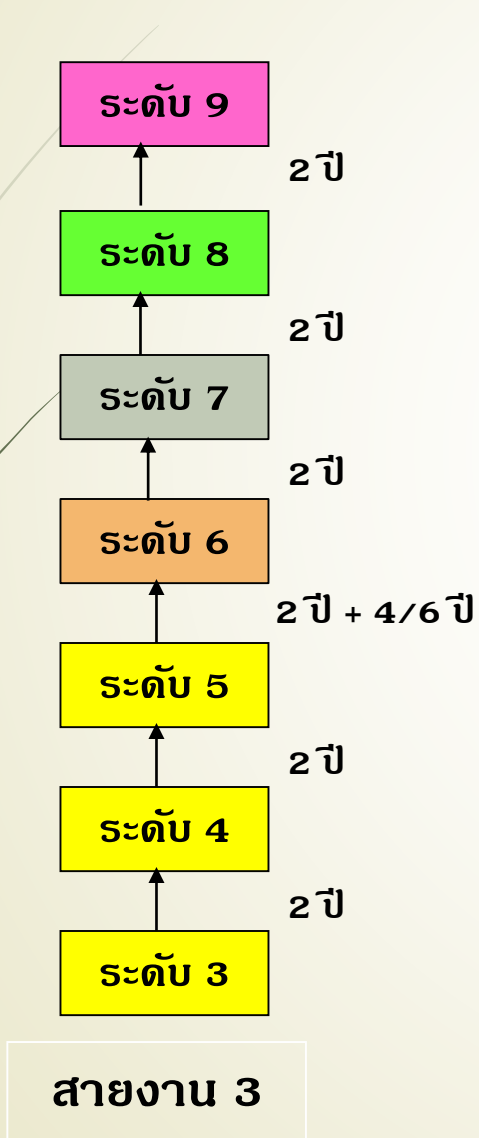 ระดับ 9
2 ปี
ระดับ 8
2 ปี
ระดับ 7
2 ปี
ระดับ 6
2 ปี + 4/6 ปี
ระดับ 5
2 ปี
ระดับ 4
2 ปี
ระดับ 3
สายงาน 3